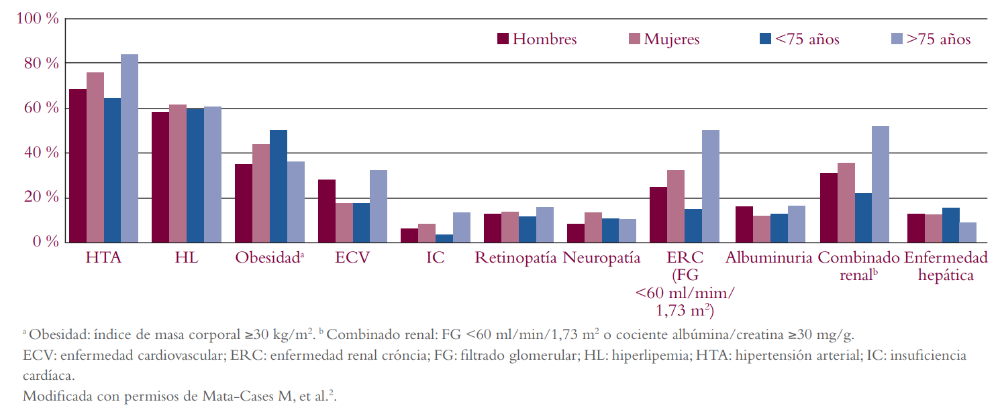 100 %
80 %
60 %
40 %
20 %
0 %
Hombres Mujeres <75 años >75 años
HTA HL Obesidadᵃ ECV IC Retinopatía Neuropatía ERC Albuminuria Combinado Enfermedad
(FG renalᵇ hepática
<60 ml/mim/
1,73 m²)
ᵃ Obesidad: índice de masa corporal ≥30 kg/m². ᵇ Combinado renal: FG <60 ml/min/1,73 m² o cociente albúmina/creatina ≥30 mg/g.
ECV: enfermedad cardiovascular; ERC: enfermedad renal cróncia; FG: filtrado glomerular; HL: hiperlipemia; HTA: hipertensión arterial; IC: insuficiencia
cardíaca.
Modificada con permisos de Mata-Cases M, et al.².